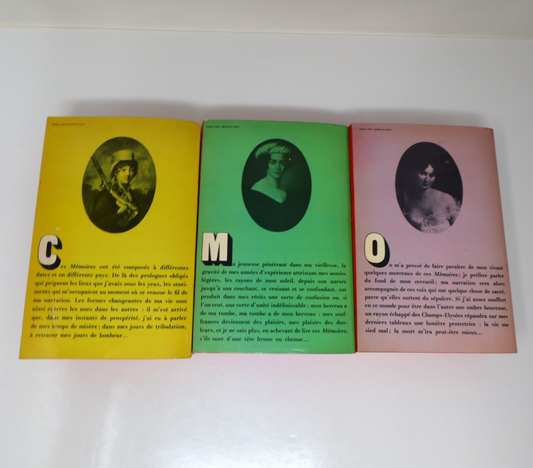 Ces Mémoires ont été composés à différentes
dates et en différents pays. De là des prologues obligés
qui peignent les lieux que j'avais sous les yeux, les senti-
ments qui m'occupaient au moment où se renoue le fil de
ma narration. Les formes changeantes de ma vie sont
ainsi entrées les unes dans les autres : il m'est arrivé
que, dans mes instants de prospérité, j'ai eu à parler
de mes temps de misère ; dans mes jours de tribulation,
à retracer mes jours de bonheur...
Ma jeunesse pénétrant dans ma vieillesse, la
gravité de mes années d'expérience attristant mes années
légères, les rayons de mon soleil, depuis son aurore
jusqu'à son couchant, se croisant et se confondant, ont
produit dans mes récits une sorte de confusion ou, si
l'on veut, une sorte d'unité indéfinissable : mon berceau a
de ma tombe, ma tombe a de mon berceau : mes souf-
frances deviennent des plaisirs, mes plaisirs des dou-
leurs, et je ne sais plus, en achevant de lire ces Mémoires,
s'ils sont d'une tête brune ou chenue...
On m'a pressé de faire paraître de mon vivant
quelques morceaux de ces Mémoires ; je préfère parler
du fond de mon cercueil ; ma narration sera alors
accompagnée de ces voix qui ont quelque chose de sacré,
parce qu'elles sortent du sépulcre. Si j'ai assez souffert
en ce monde pour être dans l'autre une ombre heureuse,
un rayon échappé des Champs-Elysées répandra sur mes
derniers tableaux une lumière protectrice : la vie me
sied mal ; la mort m'ira peut-être mieux...